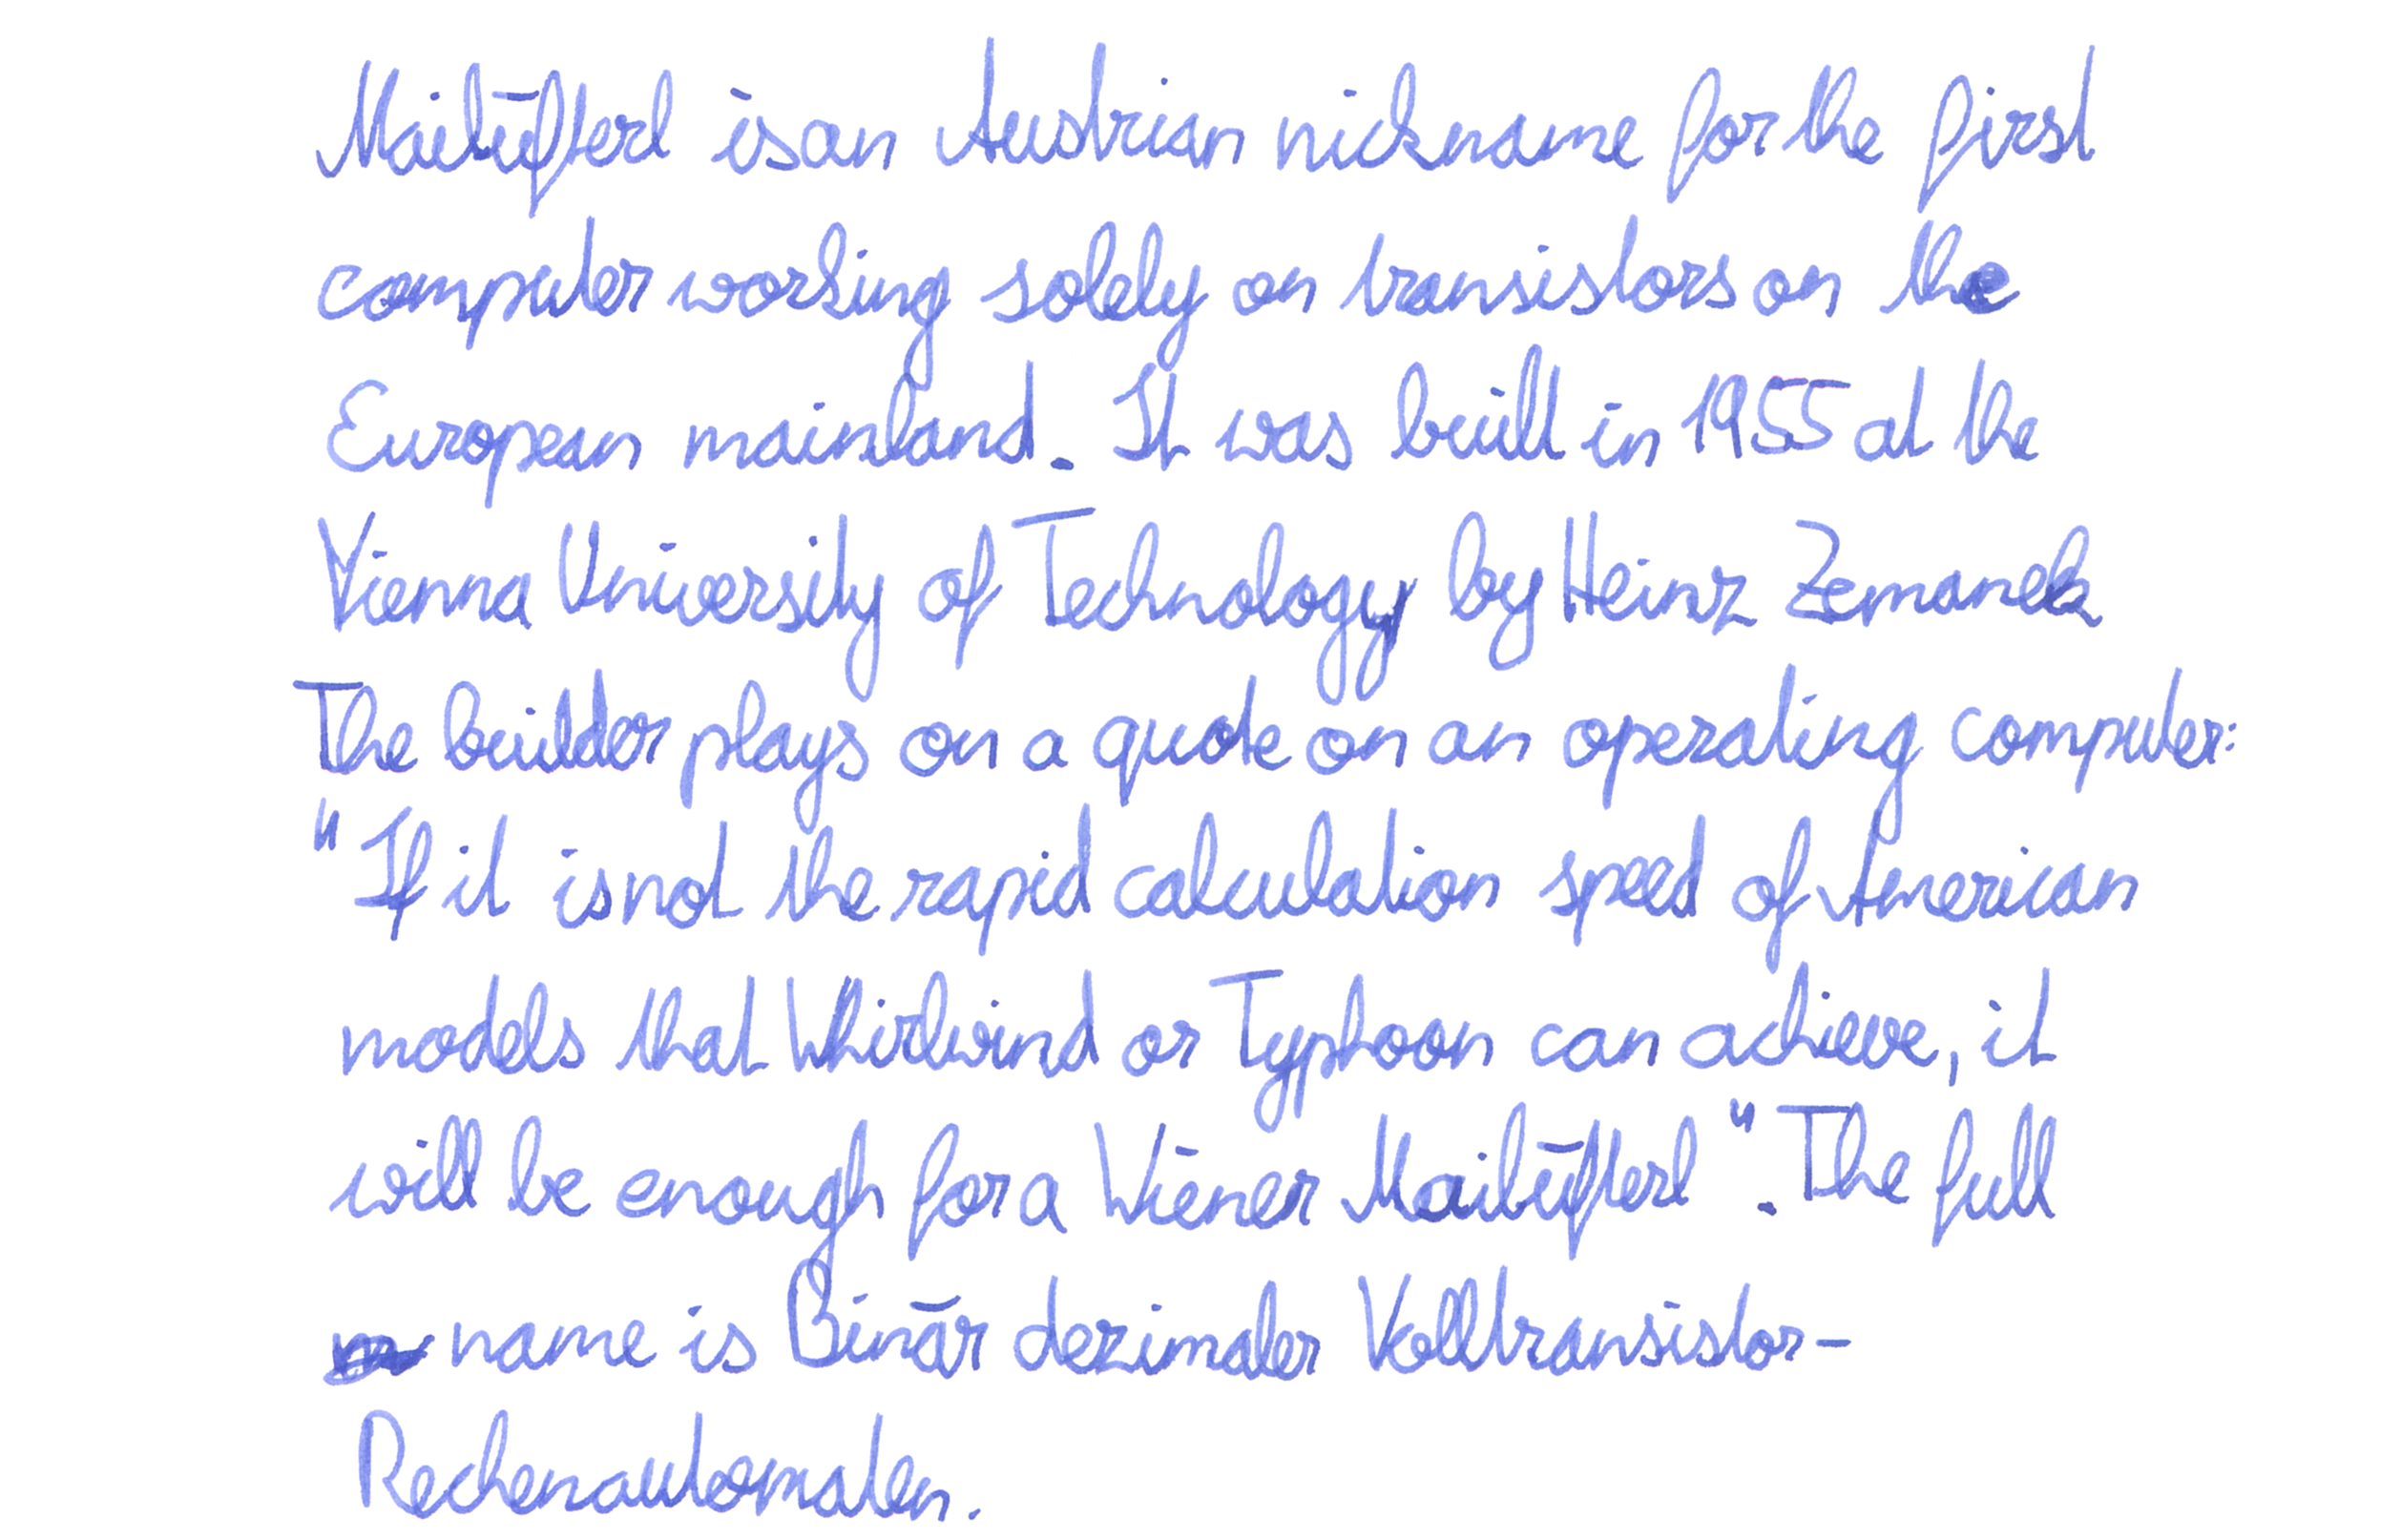 Mailüfterl is an Austrian nickname for the first
computer working solely on transistors on the
European mainland. It was built in 1955 at the
Vienna University of Technology by Heinz Zemanek
The builder plays on a quote on an operating computer:
"If it is not the rapid calculation speed of American
models that Whirlwind or Typhoon can achieve, it
will be enough for a Wiener Mailüfterl". The full
name is Binär dezimaler Volltransistor-
Rechenautomaten.